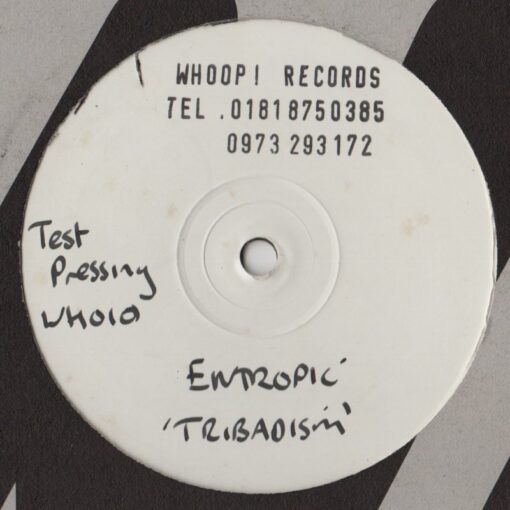 WHOOP! RECORDS
TEL .01818750385
0973 293172
Test
Pressing
WHO10
ENTROPIC
'TRIBADISM'